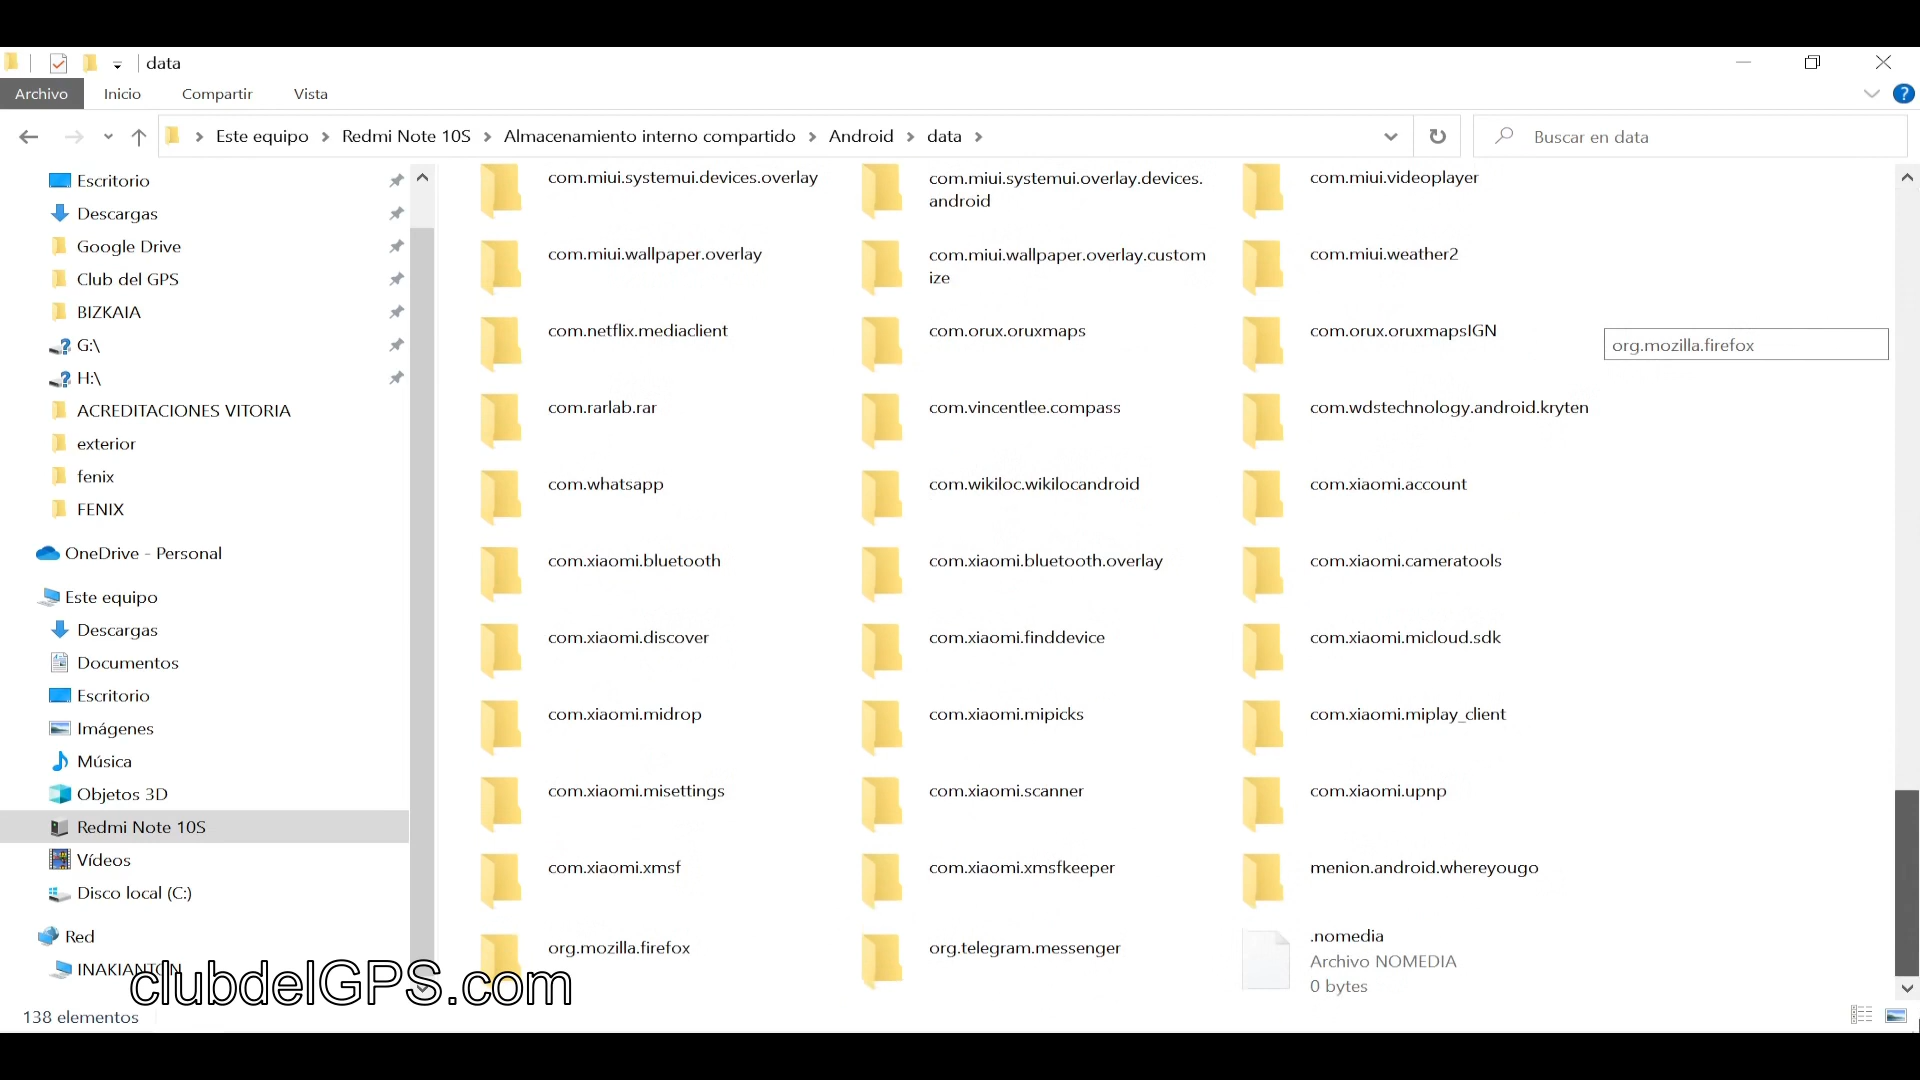 data
Archivo
Inicio
Compartir
Vista
Este equipo
Redmi Note 10S
Almacenamiento interno compartido
Android
data
Buscar en data
Escritorio
Descargas
Google Drive
Club del GPS
BIZKAIA
G:\
H:\
ACREDITACIONES VITORIA
exterior
fenix
FENIX
OneDrive - Personal
Este equipo
Descargas
Documentos
Escritorio
Imágenes
Música
Objetos 3D
Redmi Note 10S
Vídeos
Disco local (C:)
Red
INAKIANTON
com.miui.systemui.devices.overlay
com.miui.systemui.overlay.devices.
android
com.miui.videoplayer
com.miui.wallpaper.overlay
com.miui.wallpaper.overlay.custom
ize
com.miui.weather2
com.netflix.mediaclient
com.orux.oruxmaps
com.orux.oruxmapsIGN
org.mozilla.firefox
com.rarlab.rar
com.vincentlee.compass
com.wdstechnology.android.kryten
com.whatsapp
com.wikiloc.wikilocandroid
com.xiaomi.account
com.xiaomi.bluetooth
com.xiaomi.bluetooth.overlay
com.xiaomi.cameratools
com.xiaomi.discover
com.xiaomi.finddevice
com.xiaomi.micloud.sdk
com.xiaomi.midrop
com.xiaomi.mipicks
com.xiaomi.miplay_client
com.xiaomi.misettings
com.xiaomi.scanner
com.xiaomi.upnp
com.xiaomi.xmsf
com.xiaomi.xmsfkeeper
menion.android.whereyougo
org.mozilla.firefox
org.telegram.messenger
.nomedia
Archivo NOMEDIA
0 bytes
clubdelGPS.com
138 elementos